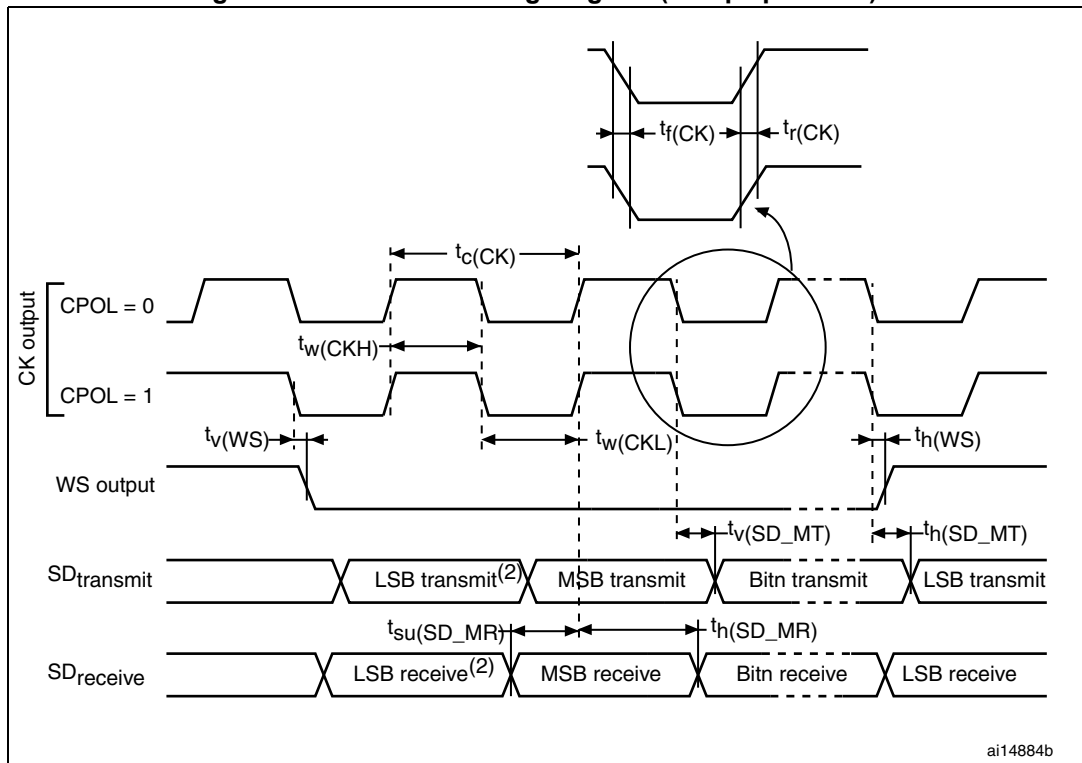 tf(CK) tr(CK)
tc(CK)
CK output
CPOL = 0
tw(CKH)
CPOL = 1
tv(WS) tw(CKL) th(WS)
WS output
tv(SD_MT) th(SD_MT)
SDtransmit LSB transmit(2) MSB transmit Bitn transmit LSB transmit
tsu(SD_MR) th(SD_MR)
SDreceive LSB receive(2) MSB receive Bitn receive LSB receive
ai14884b